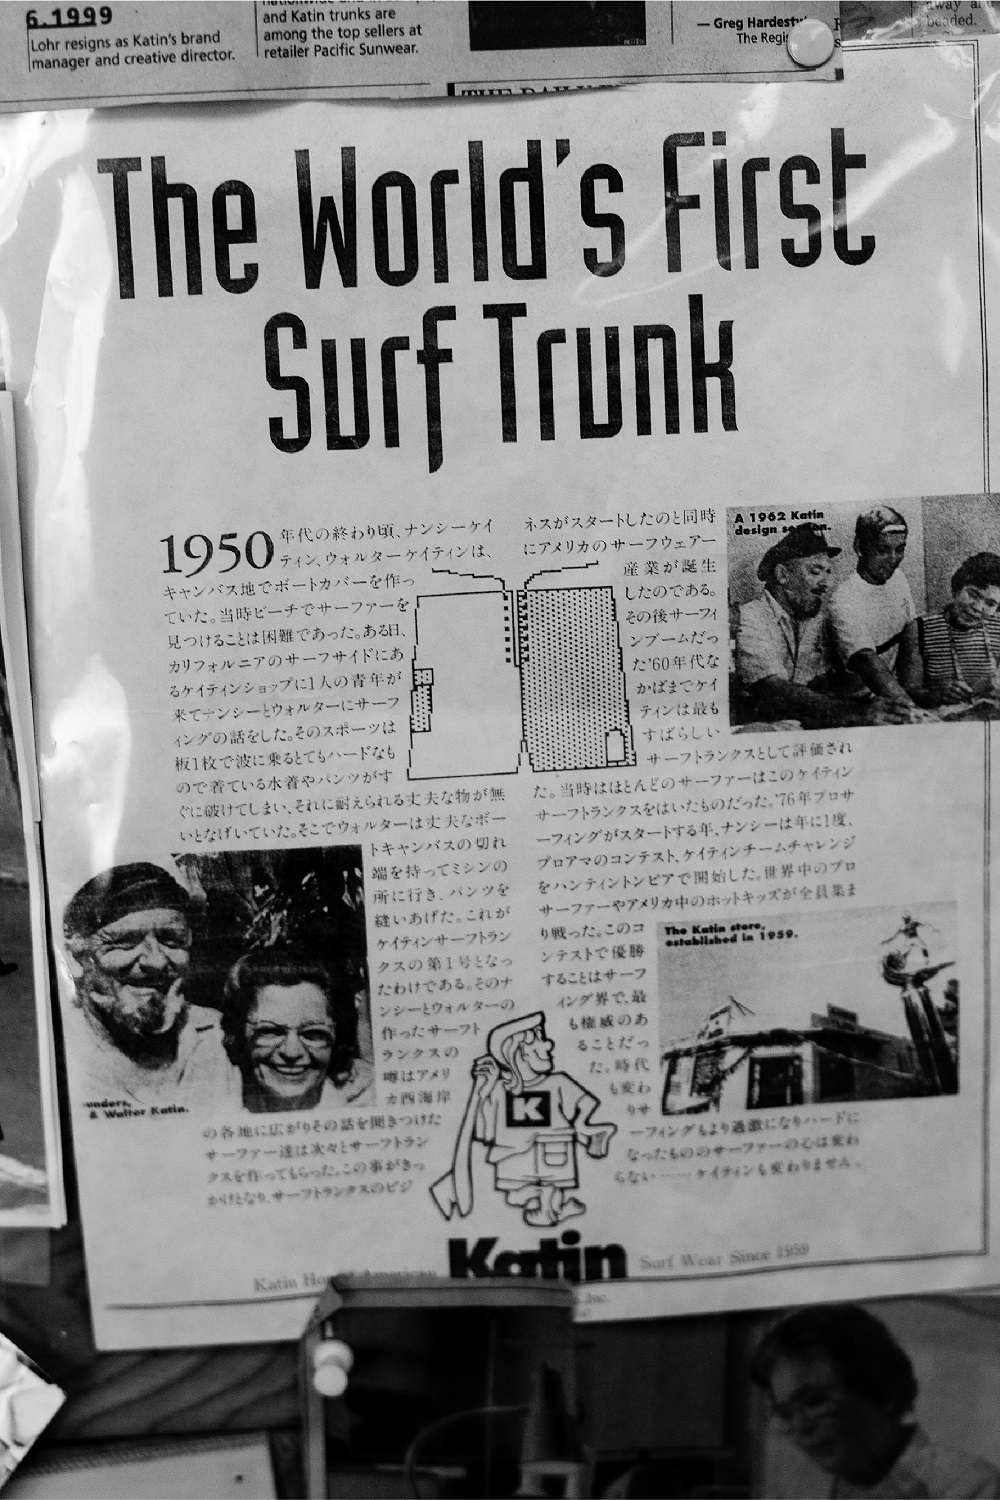 6.1999
Lohr resigns as Katin's brand
manager and creative director.
and Katin trunks are
among the top sellers at
retailer Pacific Sunwear.
— Greg Hardesty
The Regis
away and
beaded.
THE DAILY
The World's First
Surf Trunk
1950年代の終わり頃、ナンシーケイ
ティン、ウォルターケイティンは、
キャンバス地でボートカバーを作っ
ていた。当時ビーチでサーファーを
見つけることは困難であった。ある日、
カリフォルニアのサーフサイドにあ
るケイティンショップに1人の青年が
来てナンシーとウォルターにサーフ
ィングの話をした。そのスポーツは
板1枚で波に乗るとてもハードなも
ので着ている水着やパンツがす
ぐに破けてしまい、それに耐えられる丈夫な物が無
いとなげいていた。そこでウォルターは丈夫なボー
トキャンバスの切れ
端を持ってミシンの
所に行き、パンツを
縫いあげた。これが
ケイティンサーフトラン
クスの第1号となっ
たわけである。そのナ
ンシーとウォルターの
作ったサーフト
ランクスの
噂はアメリ
カ西海岸
の各地に広がりその話を聞きつけた
サーファー達は次々とサーフトラン
クスを作ってもらった。この事がきっ
かけとなり、サーフトランクスのビジ
ネスがスタートしたのと同時
にアメリカのサーフウェアー
産業が誕生
したのである。
その後サーフィ
ンブームだっ
た'60年代な
かばまでケイ
ティンは最も
すばらしい
サーフトランクスとして評価され
た。当時はほとんどのサーファーはこのケイティン
サーフトランクスをはいたものだった。'76年プロサ
ーフィングがスタートする年、ナンシーは年に1度、
プロアマのコンテスト、ケイティンチームチャレンジ
をハンティントンピアで開始した。世界中のプロ
サーファーやアメリカ中のホットキッズが全員集ま
り戦った。このコ
ンテストで優勝
することはサーフ
ィング界で、最
も権威のあ
ることだっ
た。時代
も変わ
りサ
ーフィングもより過激になりハードに
なったもののサーファーの心は変わ
らない……ケイティンも変わりません。
A 1962 Katin
design session.
The Katin store,
established in 1959.
unders,
& Walter Katin.
K
Katin
Surf Wear Since 1959
Katin American
Inc.